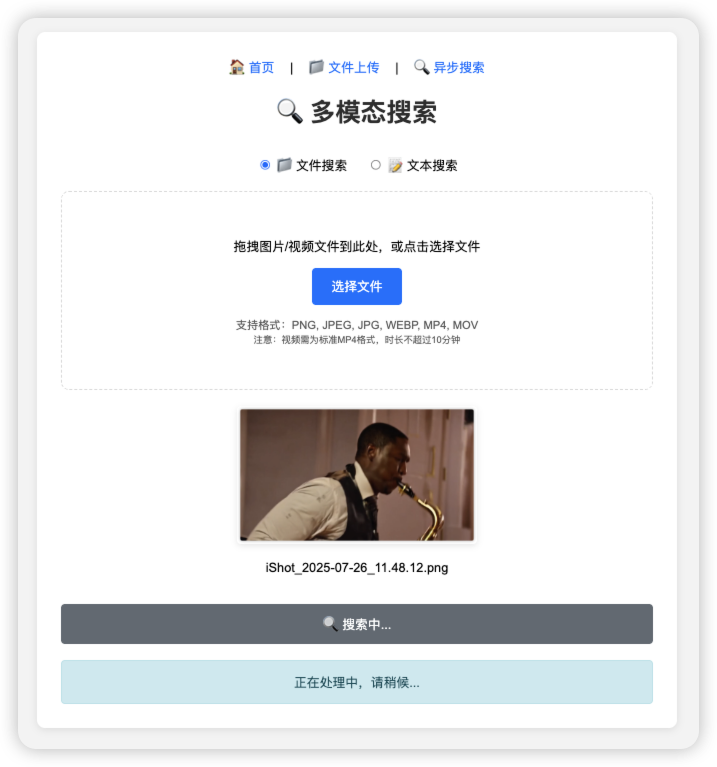 🏠 首页 | 📁 文件上传 | 🔍 异步搜索
🔍 多模态搜索
📁 文件搜索 📝 文本搜索
拖拽图片/视频文件到此处，或点击选择文件
选择文件
支持格式：PNG, JPEG, JPG, WEBP, MP4, MOV
注意：视频需为标准MP4格式，时长不超过10分钟
iShot_2025-07-26_11.48.12.png
🔍 搜索中...
正在处理中，请稍候...